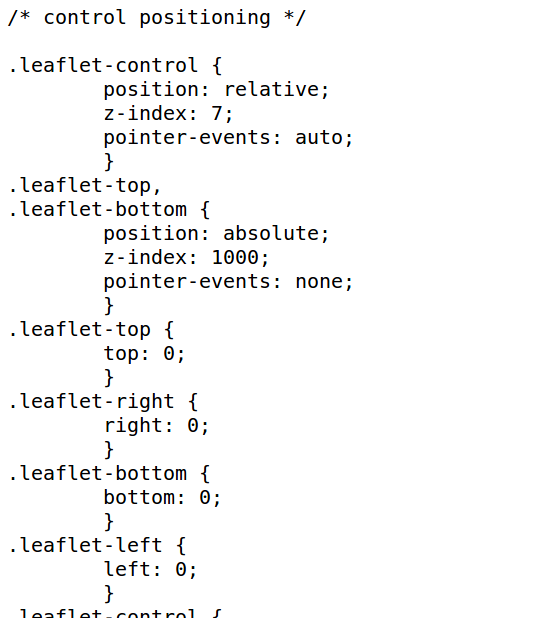 /* control positioning */

.leaflet-control {
	position: relative;
	z-index: 7;
	pointer-events: auto;
	}
.leaflet-top,
.leaflet-bottom {
	position: absolute;
	z-index: 1000;
	pointer-events: none;
	}
.leaflet-top {
	top: 0;
	}
.leaflet-right {
	right: 0;
	}
.leaflet-bottom {
	bottom: 0;
	}
.leaflet-left {
	left: 0;
	}
.leaflet-control {